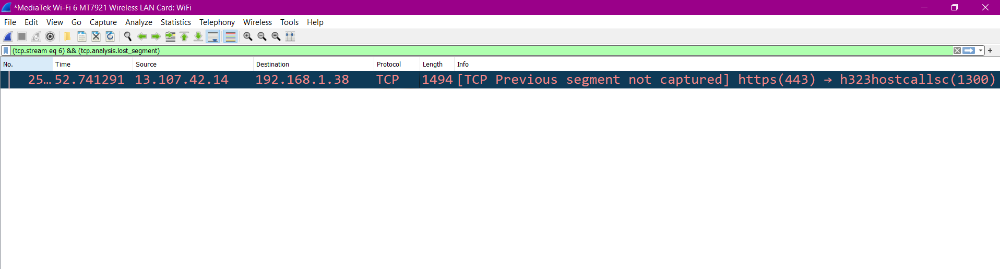 *MediaTek Wi-Fi 6 MT7921 Wireless LAN Card: WiFi
File Edit View Go Capture Analyze Statistics Telephony Wireless Tools Help
(tcp.stream eq 6) && (tcp.analysis.lost_segment)
No. Time Source Destination Protocol Length Info
25… 52.741291 13.107.42.14 192.168.1.38 TCP 1494 [TCP Previous segment not captured] https(443) → h323hostcallsc(1300)